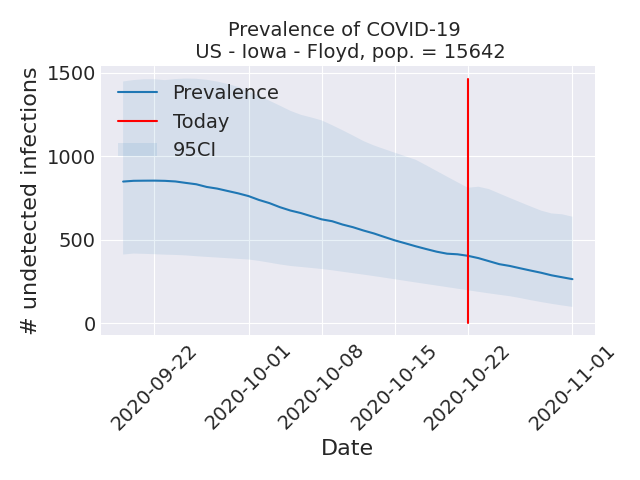 Prevalence of COVID-19
US - Iowa - Floyd, pop. = 15642
# undetected infections
1500
1000
500
0
Prevalence
Today
95CI
2020-09-22
2020-10-01
2020-10-08
2020-10-15
2020-10-22
2020-11-01
Date